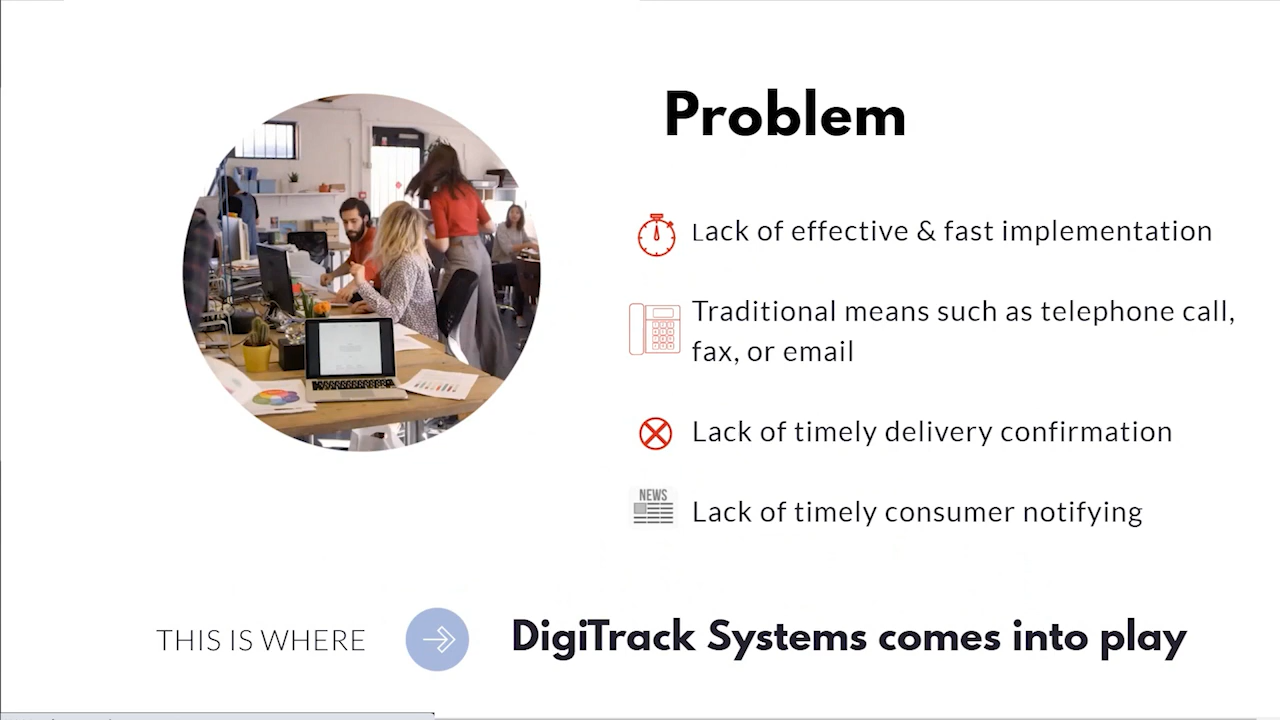 Problem
Lack of effective & fast implementation
Traditional means such as telephone call,
fax, or email
Lack of timely delivery confirmation
NEWS
Lack of timely consumer notifying
THIS IS WHERE
DigiTrack Systems comes into play